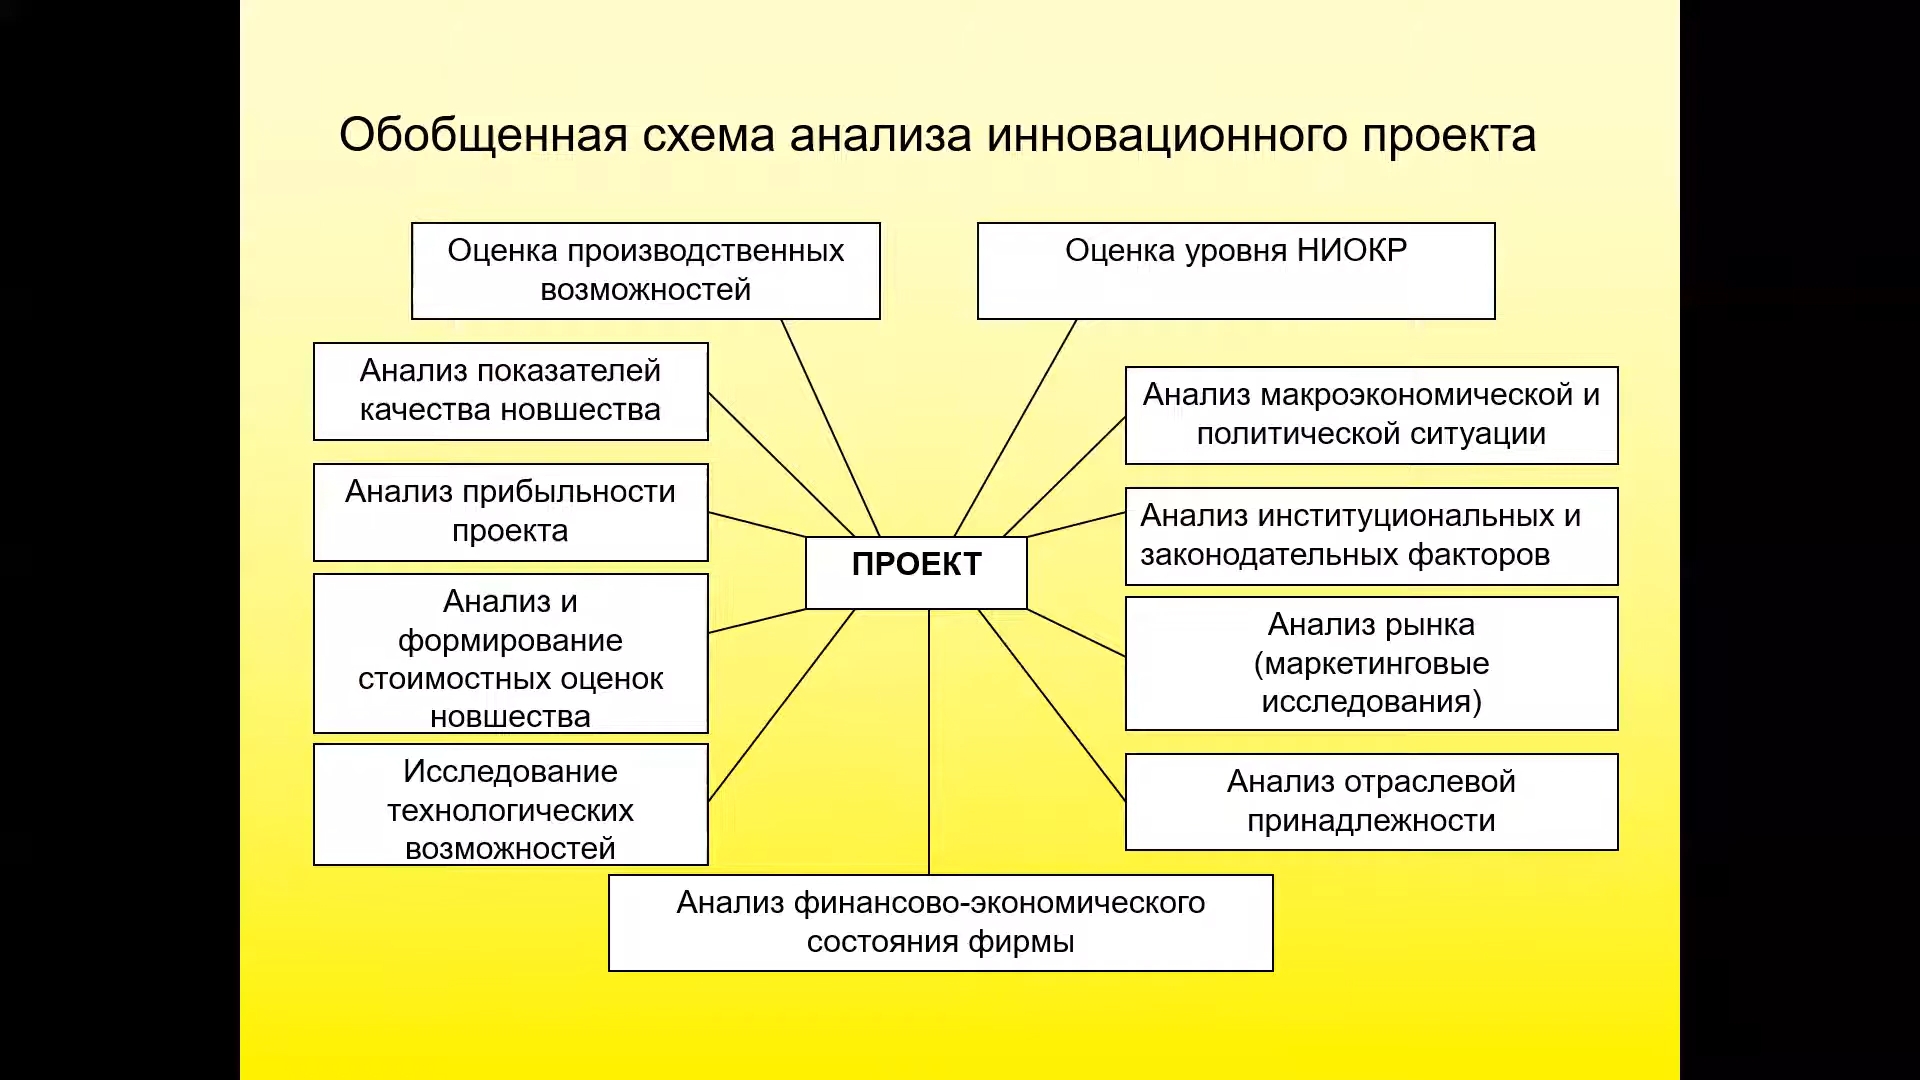 Обобщенная схема анализа инновационного проекта
Оценка производственных
возможностей
Оценка уровня НИОКР
Анализ показателей
качества новшества
Анализ макроэкономической и
политической ситуации
Анализ прибыльности
проекта
Анализ институциональных и
законодательных факторов
ПРОЕКТ
Анализ и
формирование
стоимостных оценок
новшества
Анализ рынка
(маркетинговые
исследования)
Исследование
технологических
возможностей
Анализ отраслевой
принадлежности
Анализ финансово-экономического
состояния фирмы